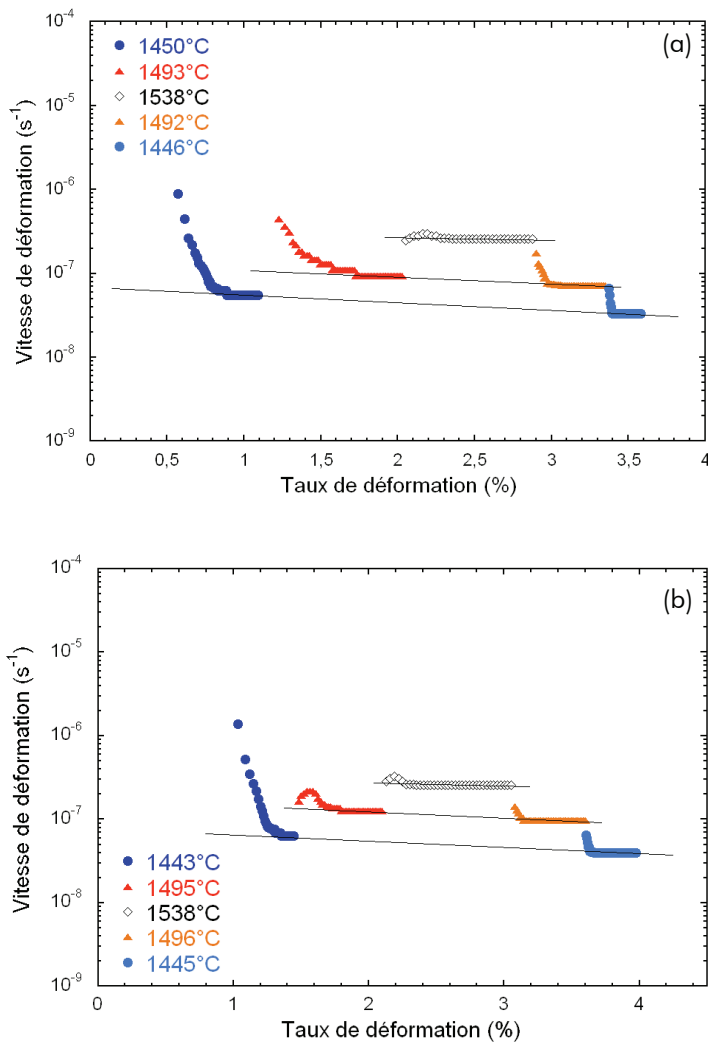 10-4
(a)
1450°C
1493°C
1538°C
1492°C
1446°C
10-5
10-6
10-7
10-8
10-9
Vitesse de déformation (s-1)
0 0,5 1 1,5 2 2,5 3 3,5 4
Taux de déformation (%)
10-4
(b)
10-5
10-6
10-7
10-8
10-9
Vitesse de déformation (s-1)
1443°C
1495°C
1538°C
1496°C
1445°C
0 1 2 3 4
Taux de déformation (%)